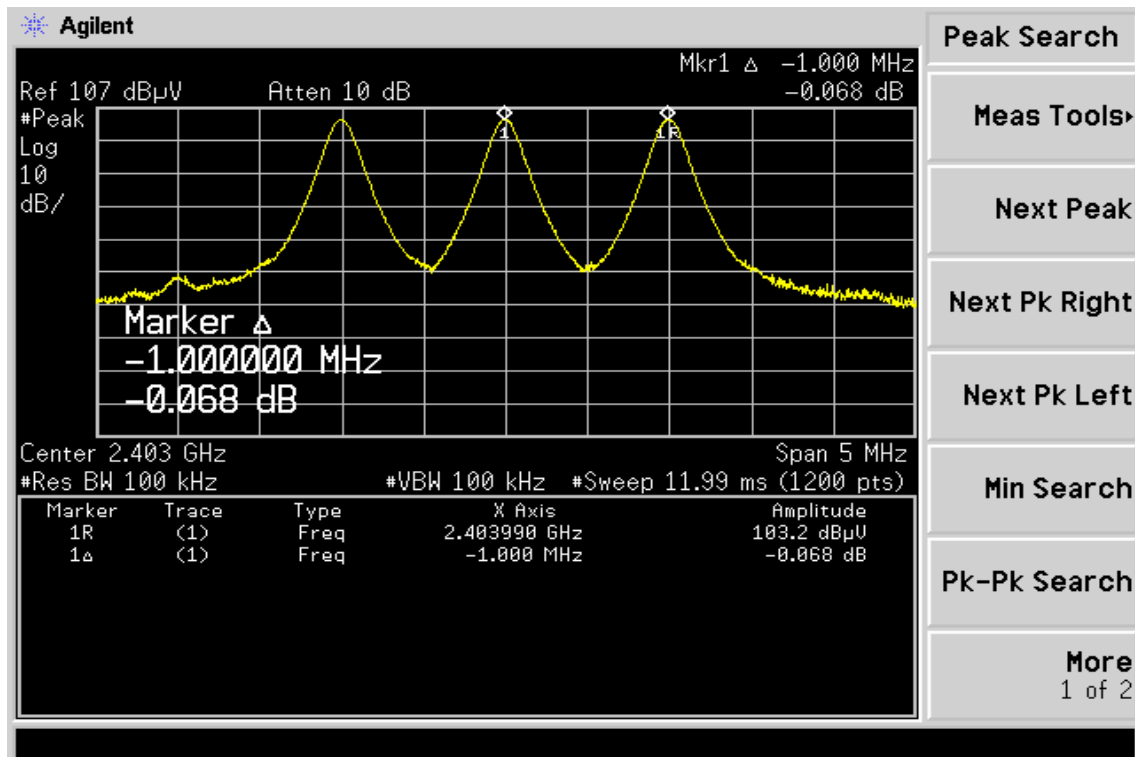 Agilent
Peak Search
Mkr1 Δ −1.000 MHz
Ref 107 dBµV Atten 10 dB −0.068 dB
#Peak
Log
10
dB/
1
1R
Marker Δ
−1.000000 MHz
−0.068 dB
Center 2.403 GHz Span 5 MHz
#Res BW 100 kHz #VBW 100 kHz #Sweep 11.99 ms (1200 pts)
Marker Trace Type X Axis Amplitude
1R (1) Freq 2.403990 GHz 103.2 dBµV
1Δ (1) Freq −1.000 MHz −0.068 dB
Meas Tools▸
Next Peak
Next Pk Right
Next Pk Left
Min Search
Pk−Pk Search
More
1 of 2